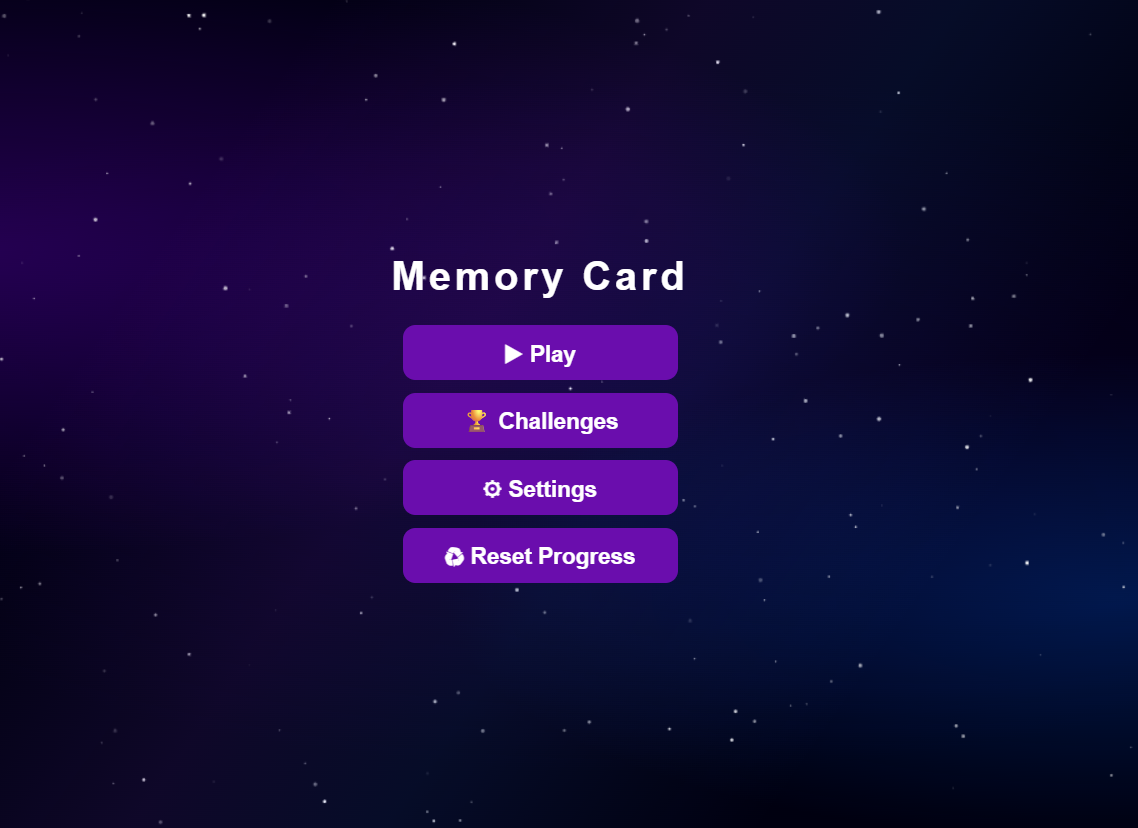 Memory Card
▶ Play
🏆 Challenges
⚙ Settings
♻ Reset Progress